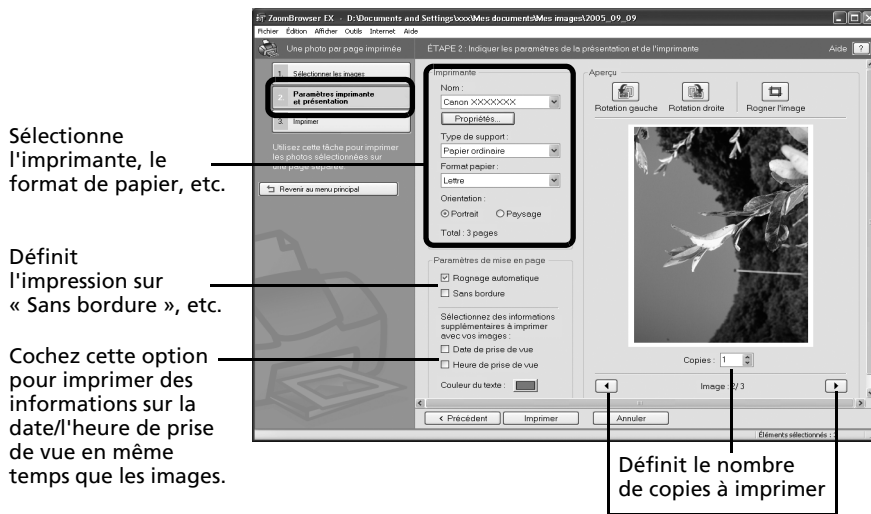 ZoomBrowser EX - D:\Documents and Settings\xxx\Mes documents\Mes images\2005_09_09
Fichier Édition Afficher Outils Internet Aide
Une photo par page imprimée
ÉTAPE 2 : Indiquer les paramètres de la présentation et de l'imprimante
Aide ?
1. Sélectionner les images
2. Paramètres imprimante
et présentation
3. Imprimer
Utilisez cette tâche pour imprimer
les photos sélectionnées sur
une page séparée.
Revenir au menu principal
Imprimante
Nom :
Canon XXXXXXX
Propriétés...
Type de support :
Papier ordinaire
Format papier :
Lettre
Orientation :
Portrait Paysage
Total : 3 pages
Paramètres de mise en page
Rognage automatique
Sans bordure
Sélectionnez des informations
supplémentaires à imprimer
avec vos images :
Date de prise de vue
Heure de prise de vue
Couleur du texte :
Aperçu
Rotation gauche Rotation droite Rogner l'image
Copies : 1
Image : 2/ 3
< Précédent Imprimer Annuler
Éléments sélectionnés :
Sélectionne
l'imprimante, le
format de papier, etc.
Définit
l'impression sur
« Sans bordure », etc.
Cochez cette option
pour imprimer des
informations sur la
date/l'heure de prise
de vue en même
temps que les images.
Définit le nombre
de copies à imprimer